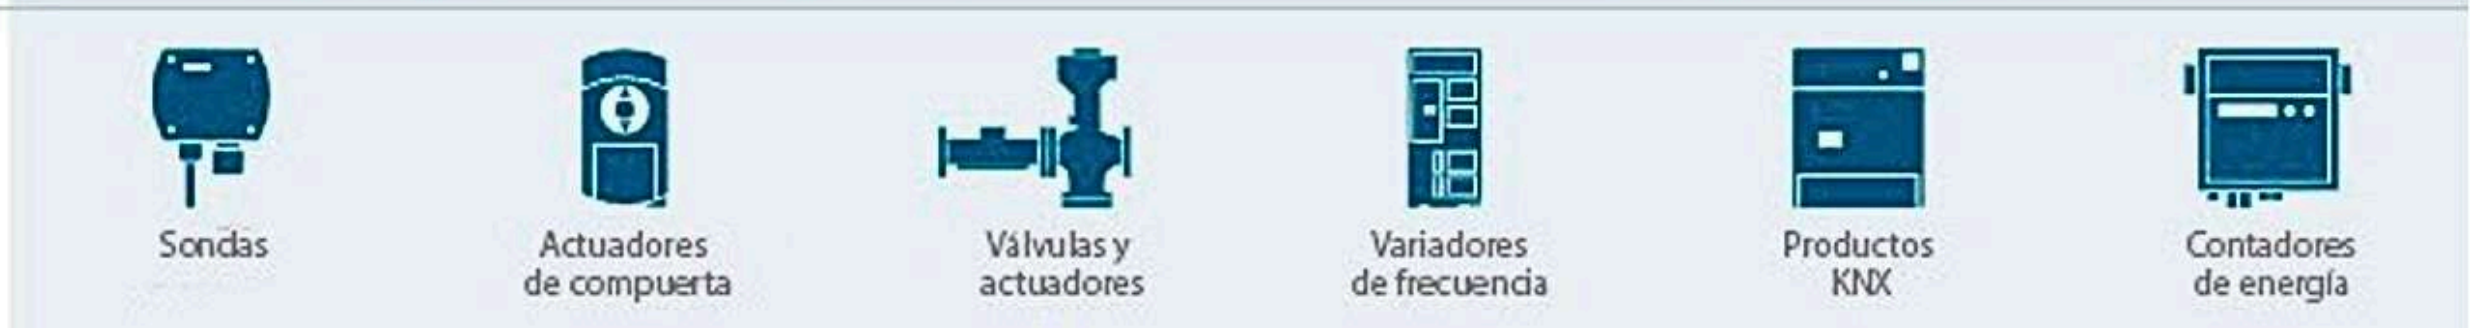 Sondas
Actuadores
de compuerta
Válvulas y
actuadores
Variadores
de frecuencia
Productos
KNX
Contadores
de energía